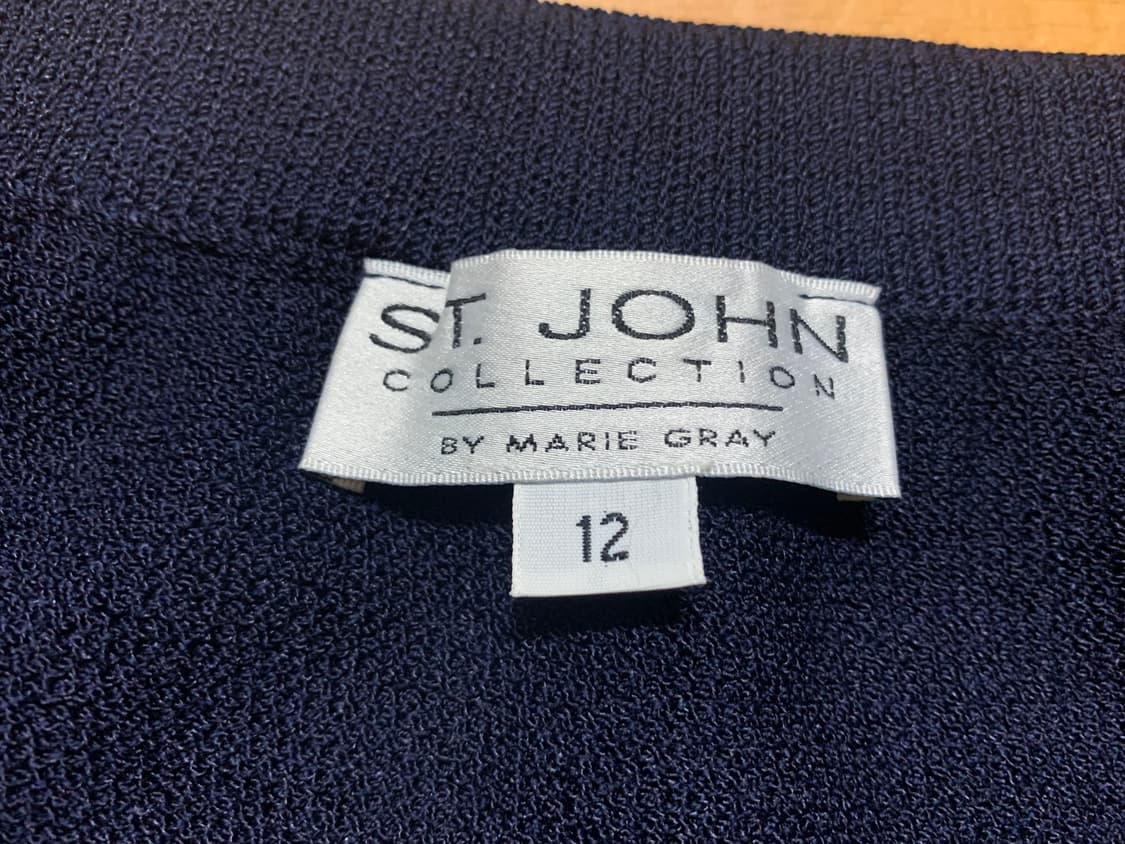 ST. JOHN
COLLECTION
BY MARIE GRAY
12